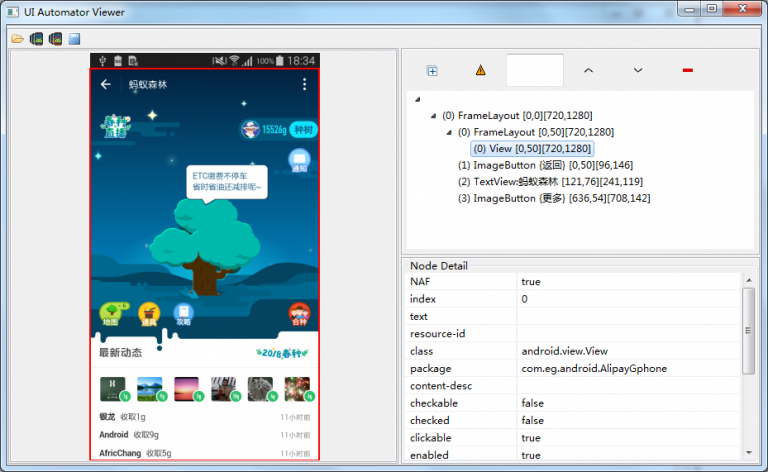 UI Automator Viewer
100% 18:34
蚂蚁森林
15526g 种树
通知
ETC缴费不停车
省时省油还减排呢~
地图
道具
攻略
合种
最新动态
2018春种
银龙 收取1g 11小时前
Android 收取9g 11小时前
AfricChang 收取5g 11小时前
(0) FrameLayout [0,0][720,1280]
(0) FrameLayout [0,50][720,1280]
(0) View [0,50][720,1280]
(1) ImageButton (返回) [0,50][96,146]
(2) TextView:蚂蚁森林 [121,76][241,119]
(3) ImageButton (更多) [636,54][708,142]
Node Detail
NAF true
index 0
text
resource-id
class android.view.View
package com.eg.android.AlipayGphone
content-desc
checkable false
checked false
clickable true
enabled true